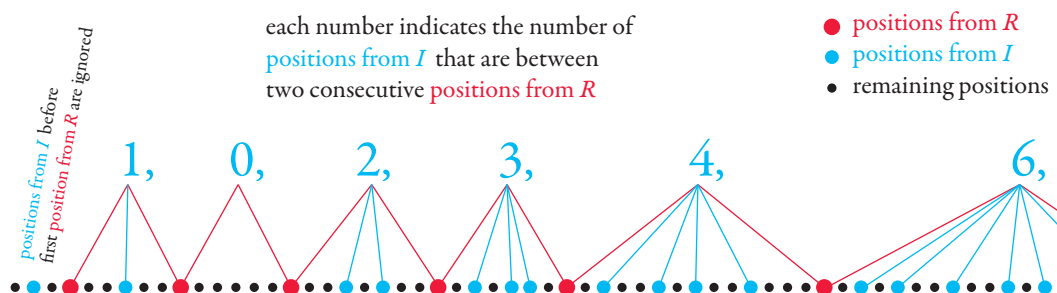 each number indicates the number of
positions from I that are between
two consecutive positions from R
positions from R
positions from I
remaining positions
positions from I before
first position from R are ignored
1, 0, 2, 3, 4, 6,